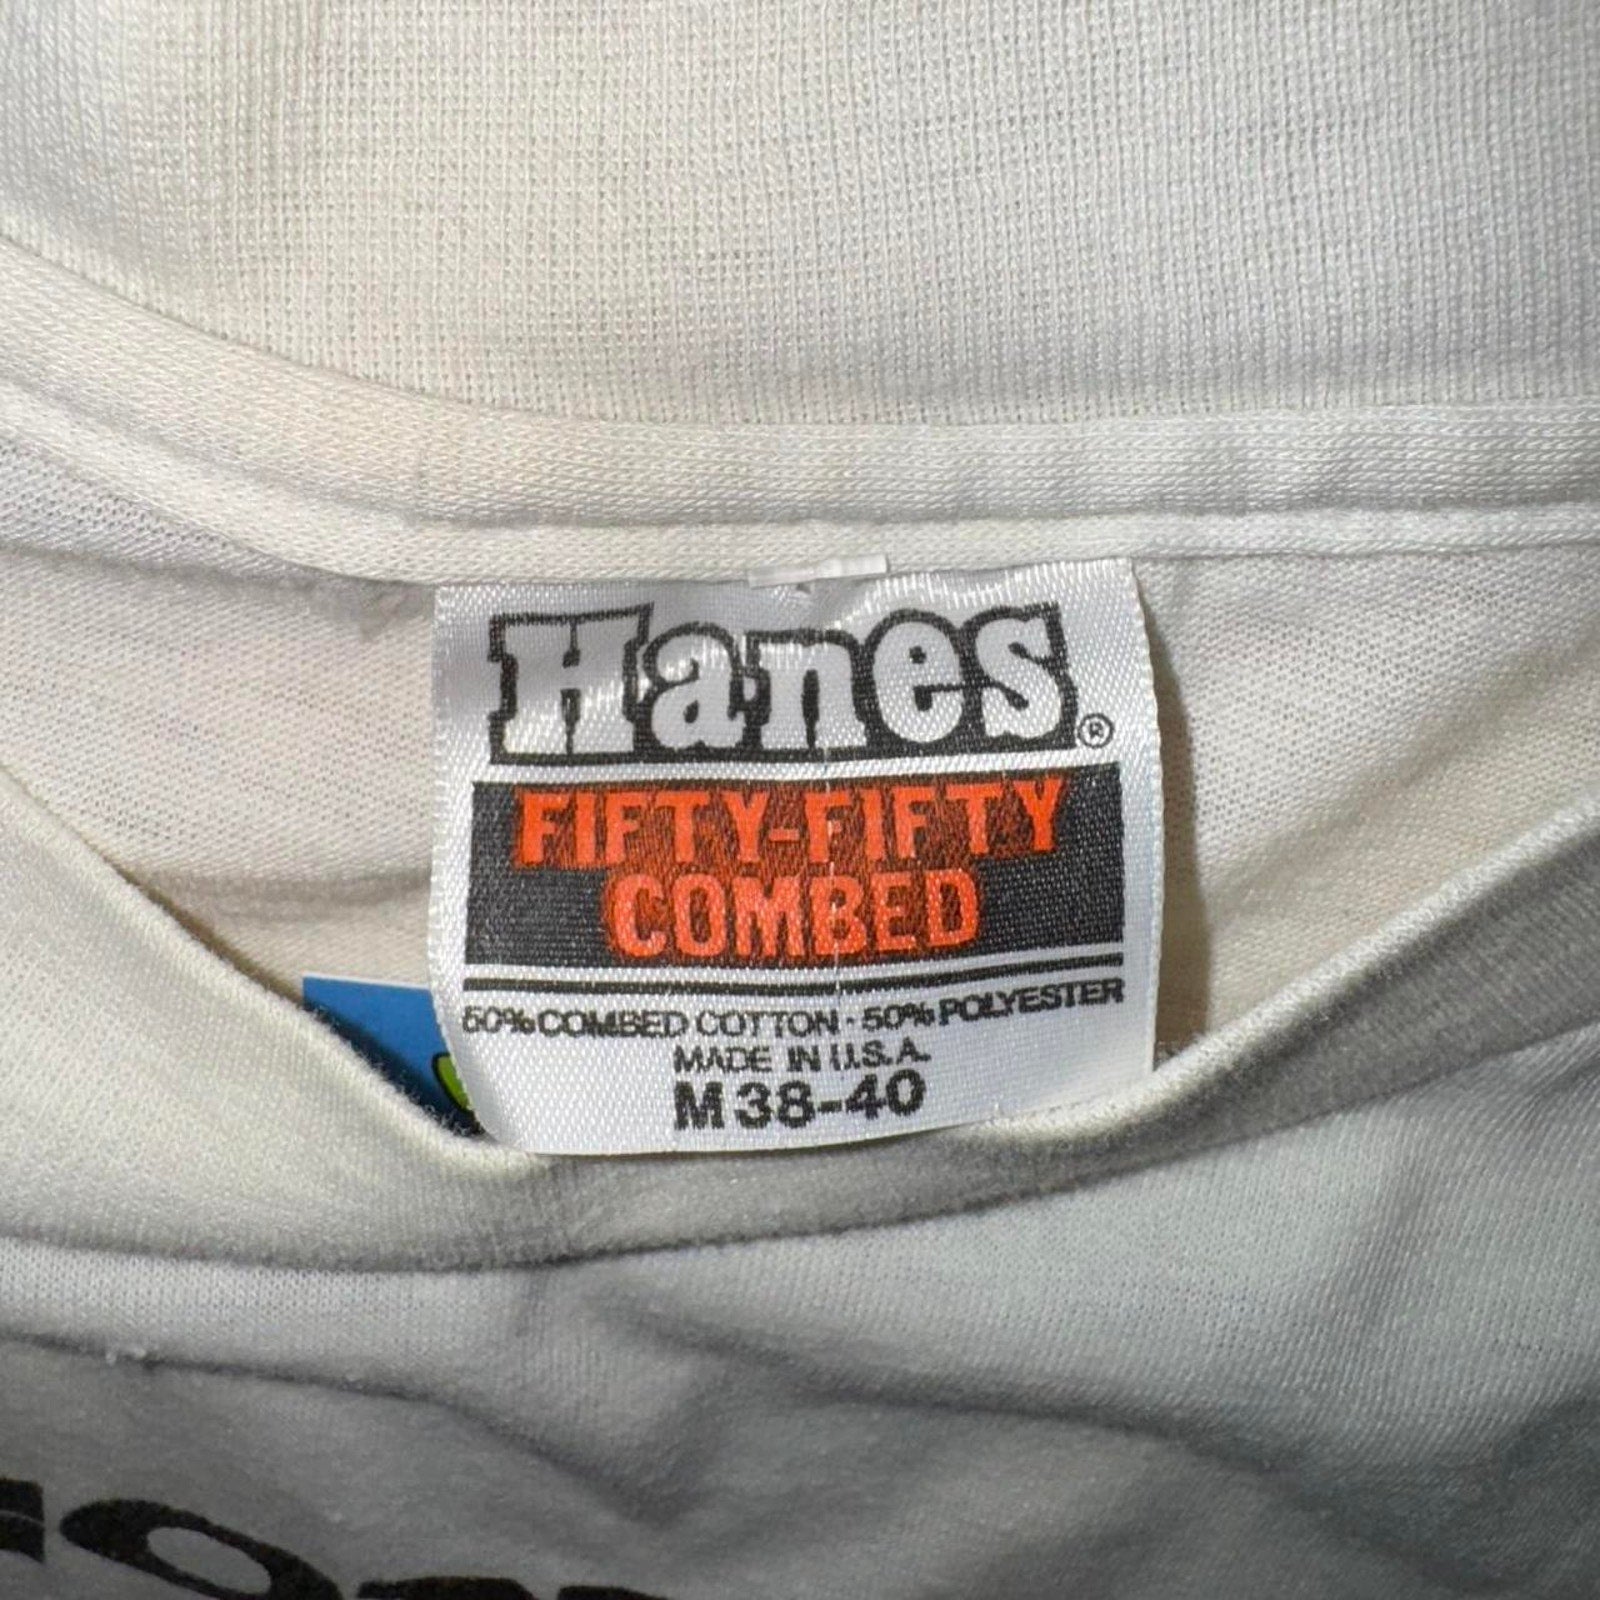 Hanes®
FIFTY-FIFTY
COMBED
50% COMBED COTTON · 50% POLYESTER
MADE IN U.S.A.
M 38-40